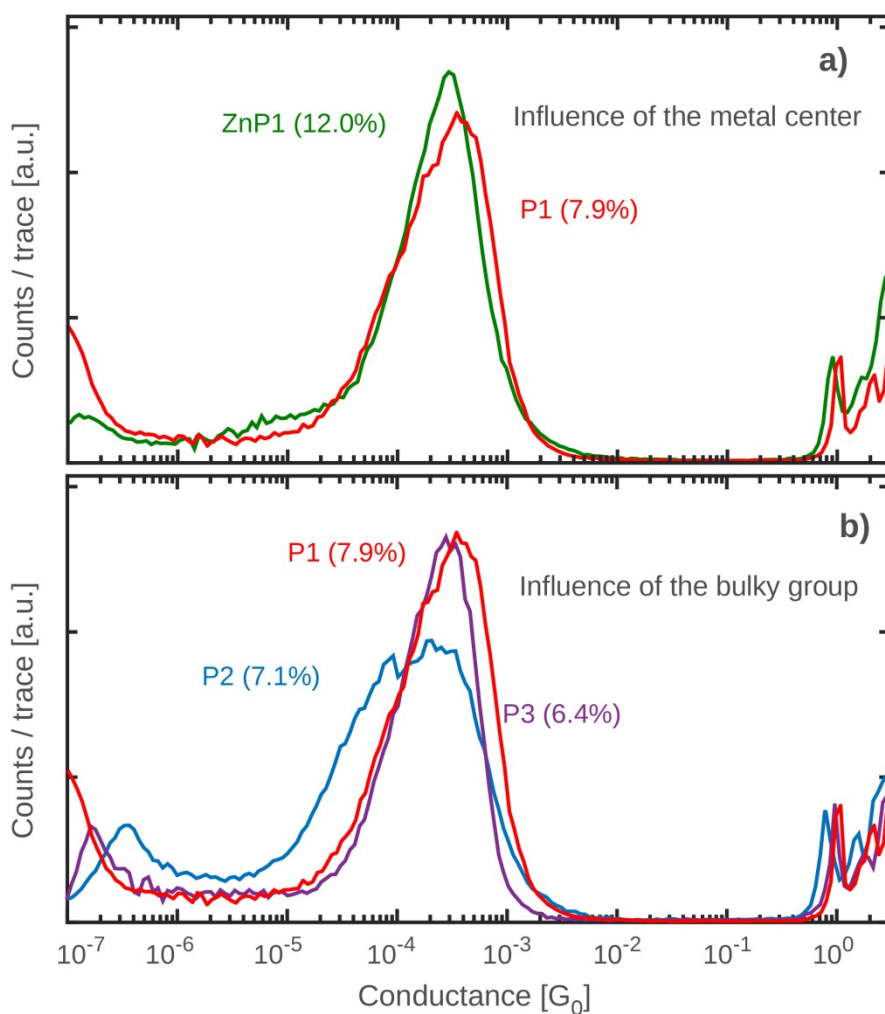 a)
ZnP1 (12.0%)
Influence of the metal center
P1 (7.9%)
Counts / trace [a.u.]
b)
P1 (7.9%)
Influence of the bulky group
P2 (7.1%)
P3 (6.4%)
Counts / trace [a.u.]
10⁻⁷ 10⁻⁶ 10⁻⁵ 10⁻⁴ 10⁻³ 10⁻² 10⁻¹ 10⁰
Conductance [G₀]